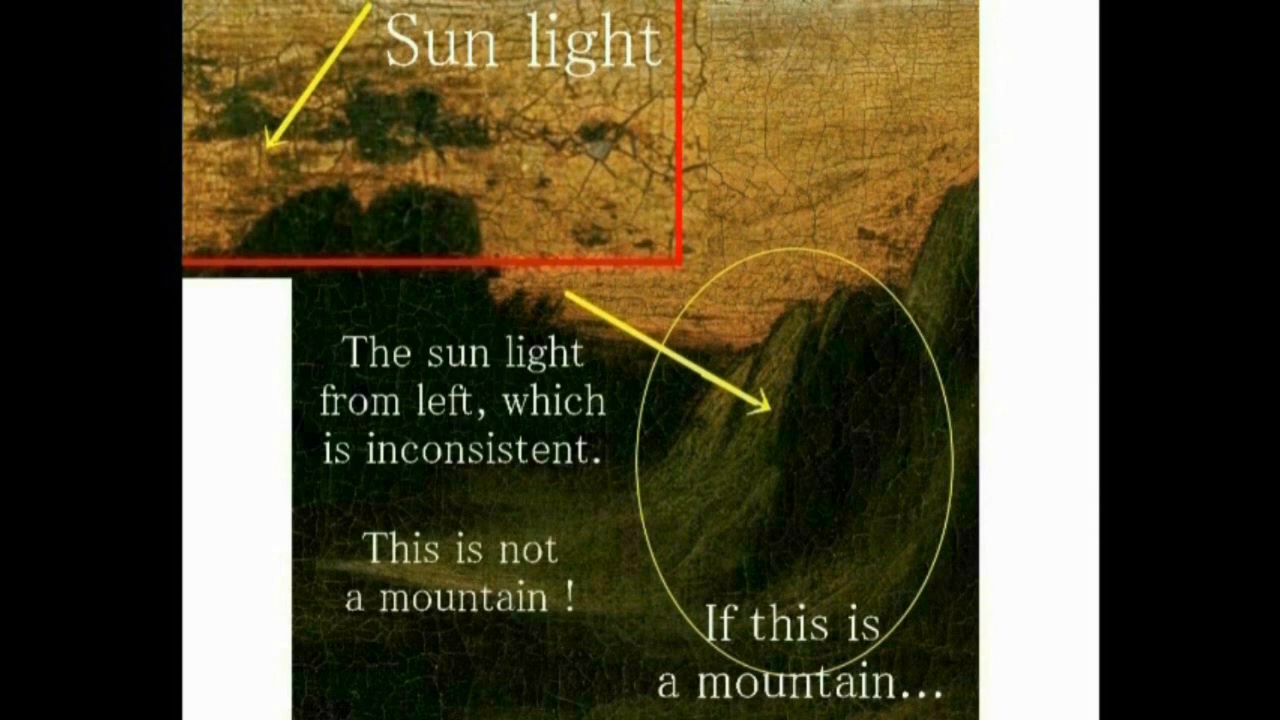 Sun light
The sun light
from left, which
is inconsistent.
This is not
a mountain !
If this is
a mountain...